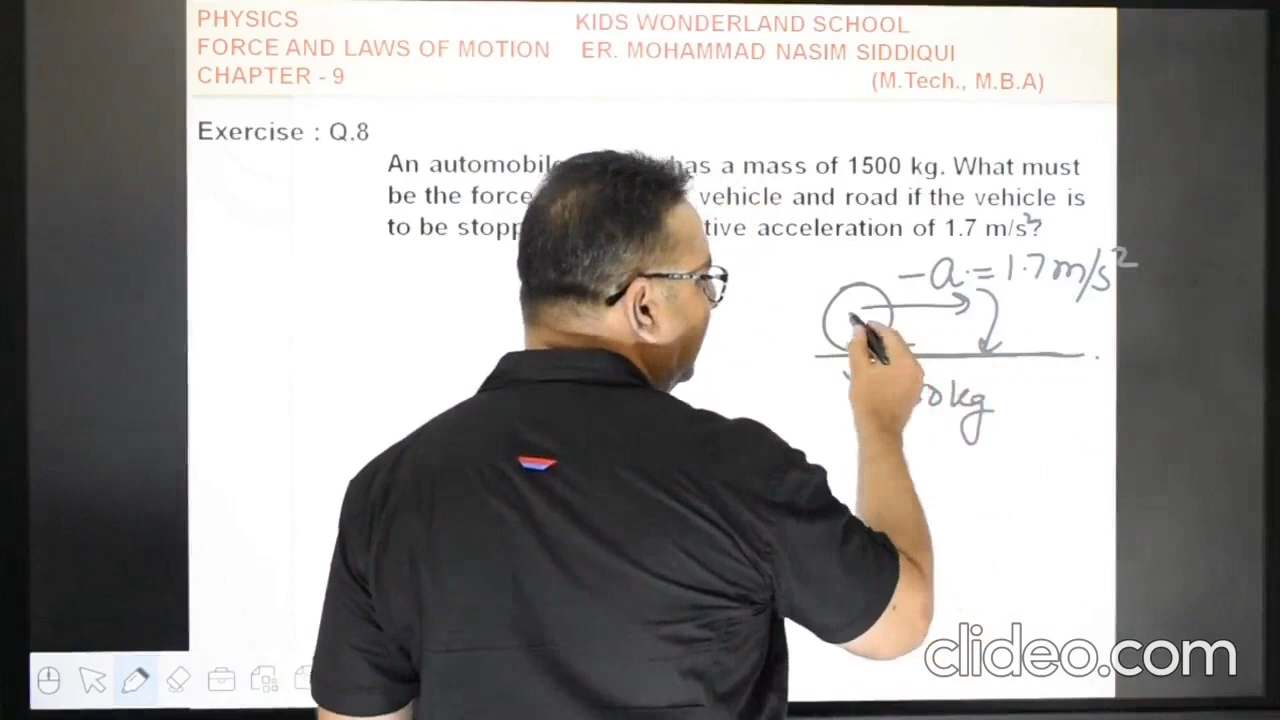 PHYSICS KIDS WONDERLAND SCHOOL
FORCE AND LAWS OF MOTION ER. MOHAMMAD NASIM SIDDIQUI
CHAPTER - 9 (M.Tech., M.B.A)
Exercise : Q.8
An automobile has a mass of 1500 kg. What must
be the force vehicle and road if the vehicle is
to be stopp tive acceleration of 1.7 m/s²?
-a = 1.7 m/s²
kg
clideo.com